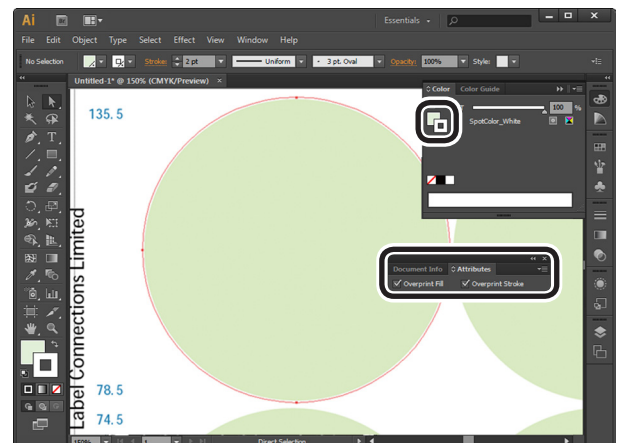 Ai Br Essentials
File Edit Object Type Select Effect View Window Help
No Selection Stroke: 2 pt Uniform 3 pt. Oval Opacity: 100% Style:
Untitled-1* @ 150% (CMYK/Preview) ×
Color Color Guide
100 %
SpotColor_White
135.5
Label Connections Limited
Document Info Attributes
Overprint Fill Overprint Stroke
78.5
74.5
150% 1 Direct Selection